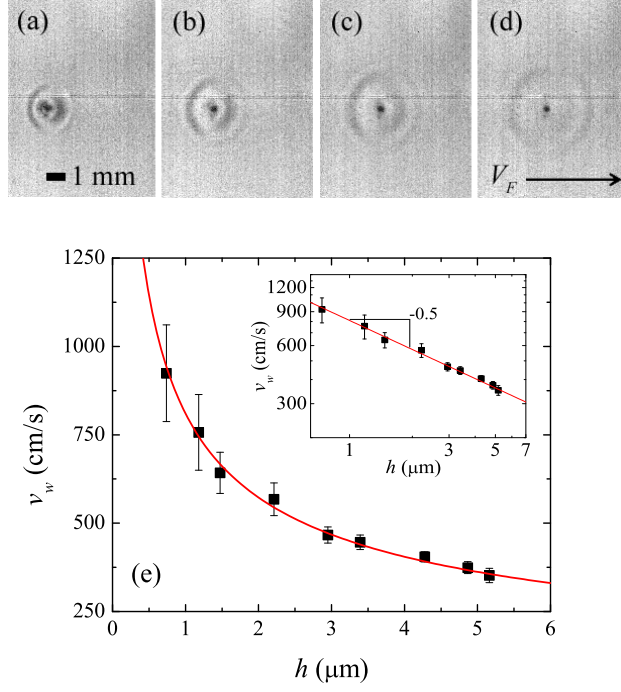 (a) (b) (c) (d)
1 mm
V_F
1250
1000
750
500
250
v_w (cm/s)
(e)
0 1 2 3 4 5 6
h (μm)
1200
900
600
300
v_w (cm/s)
-0.5
1 3 5 7
h (μm)